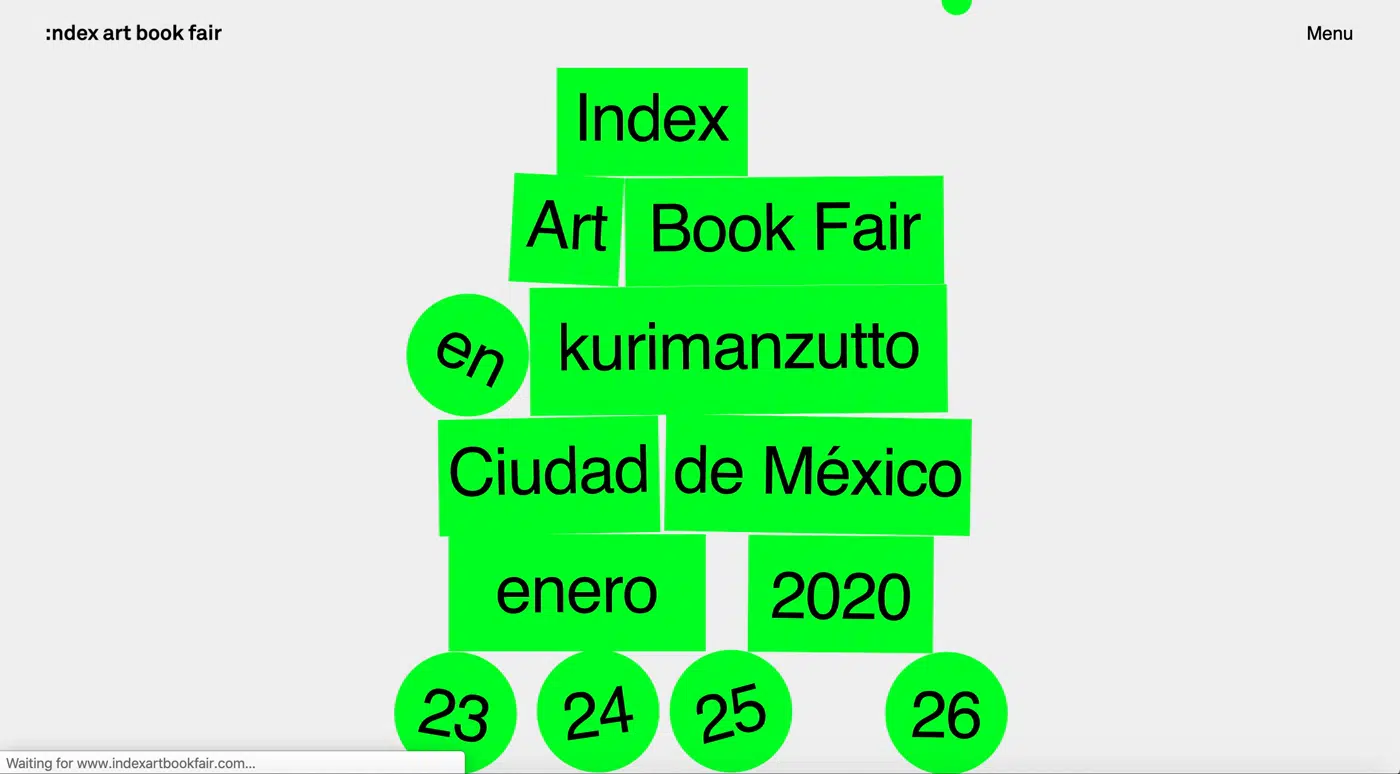 :ndex art book fair
Menu
Index
Art Book Fair
en kurimanzutto
Ciudad de México
enero 2020
23 24 25 26
Waiting for www.indexartbookfair.com...